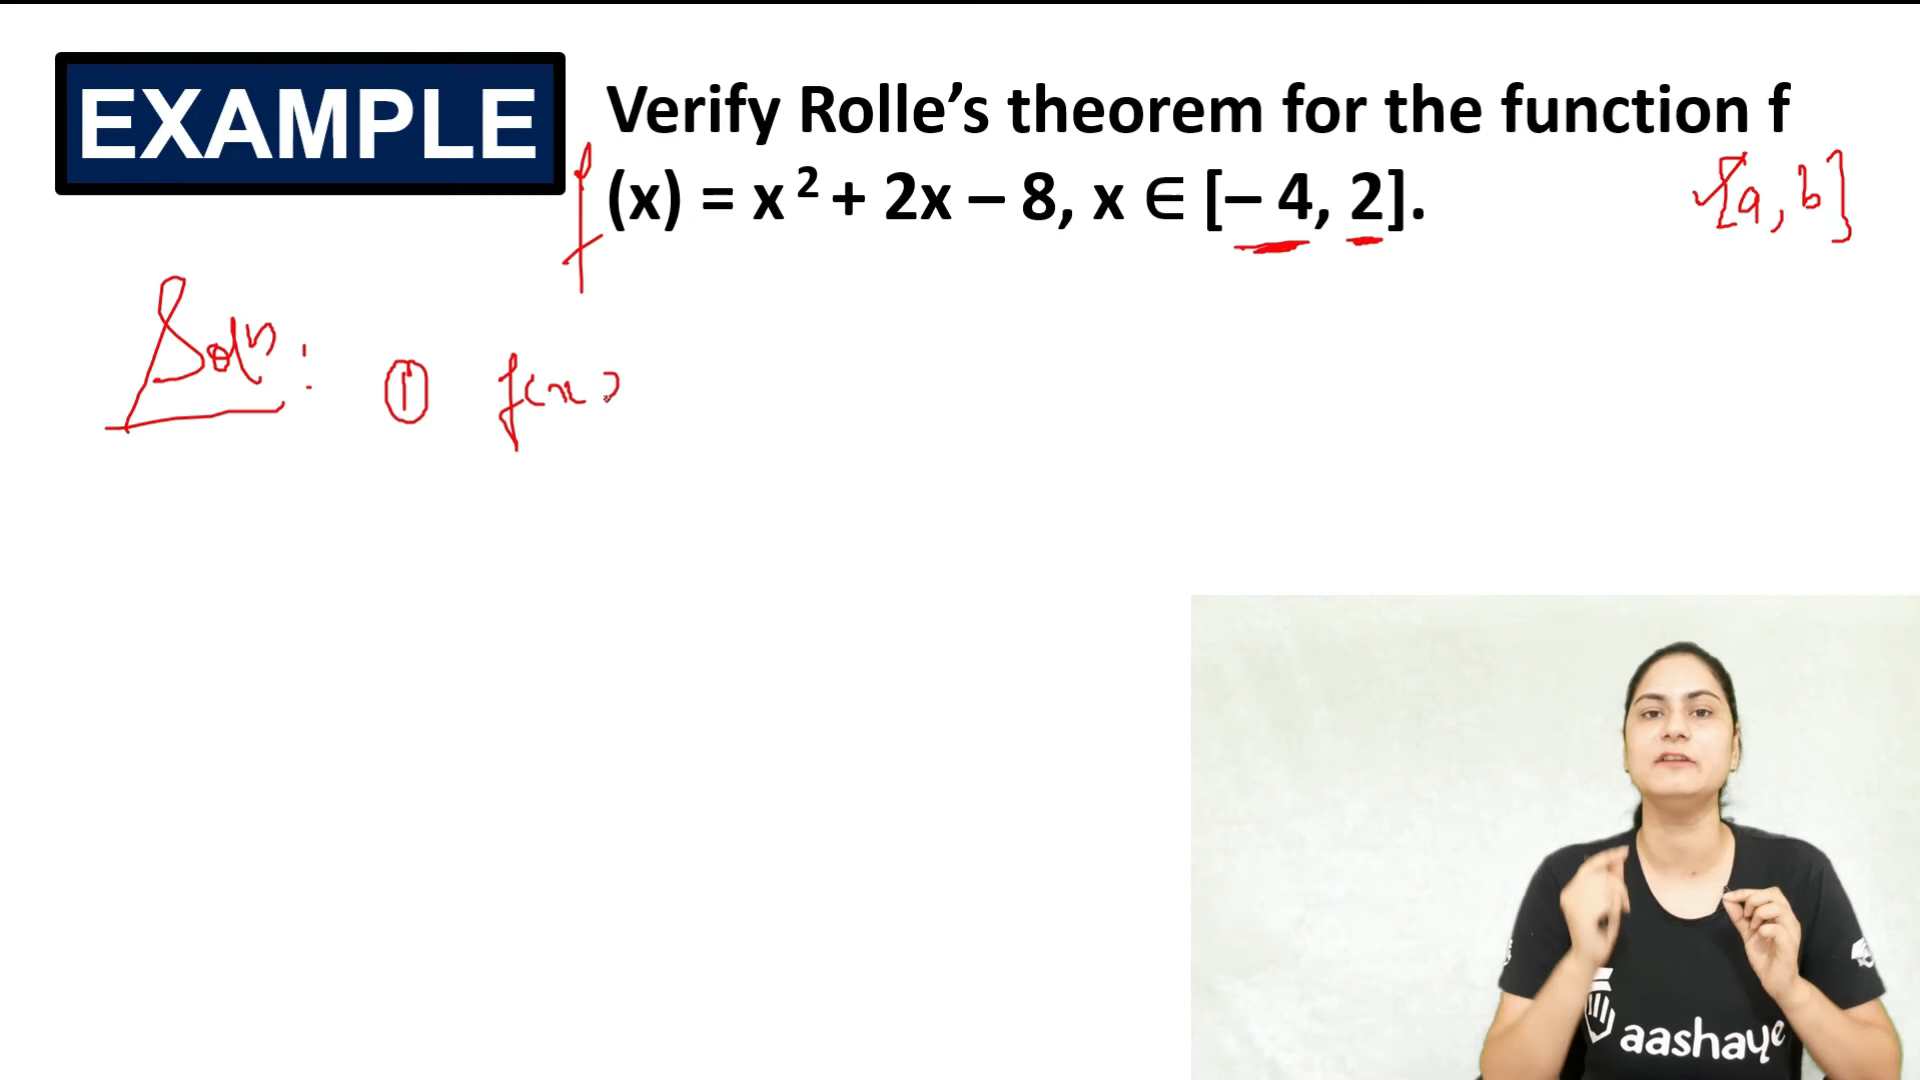 EXAMPLE
Verify Rolle’s theorem for the function f
(x) = x² + 2x – 8, x ∈ [– 4, 2].
f
[a, b]
Soln :
① f(x)
aashaye